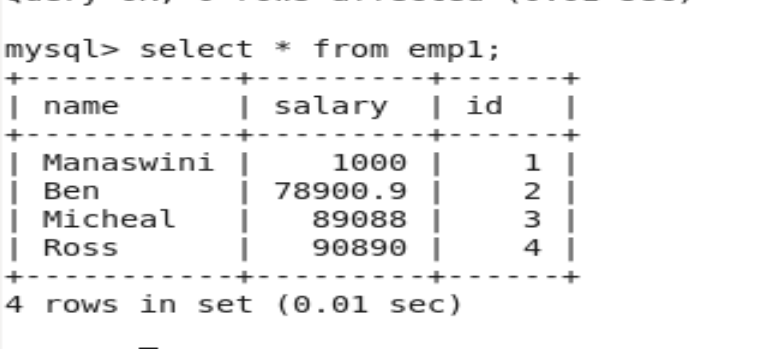 mysql> select * from emp1;
+-----------+---------+------+
| name      | salary  | id   |
+-----------+---------+------+
| Manaswini |    1000 |    1 |
| Ben       | 78900.9 |    2 |
| Micheal   |   89088 |    3 |
| Ross      |   90890 |    4 |
+-----------+---------+------+
4 rows in set (0.01 sec)